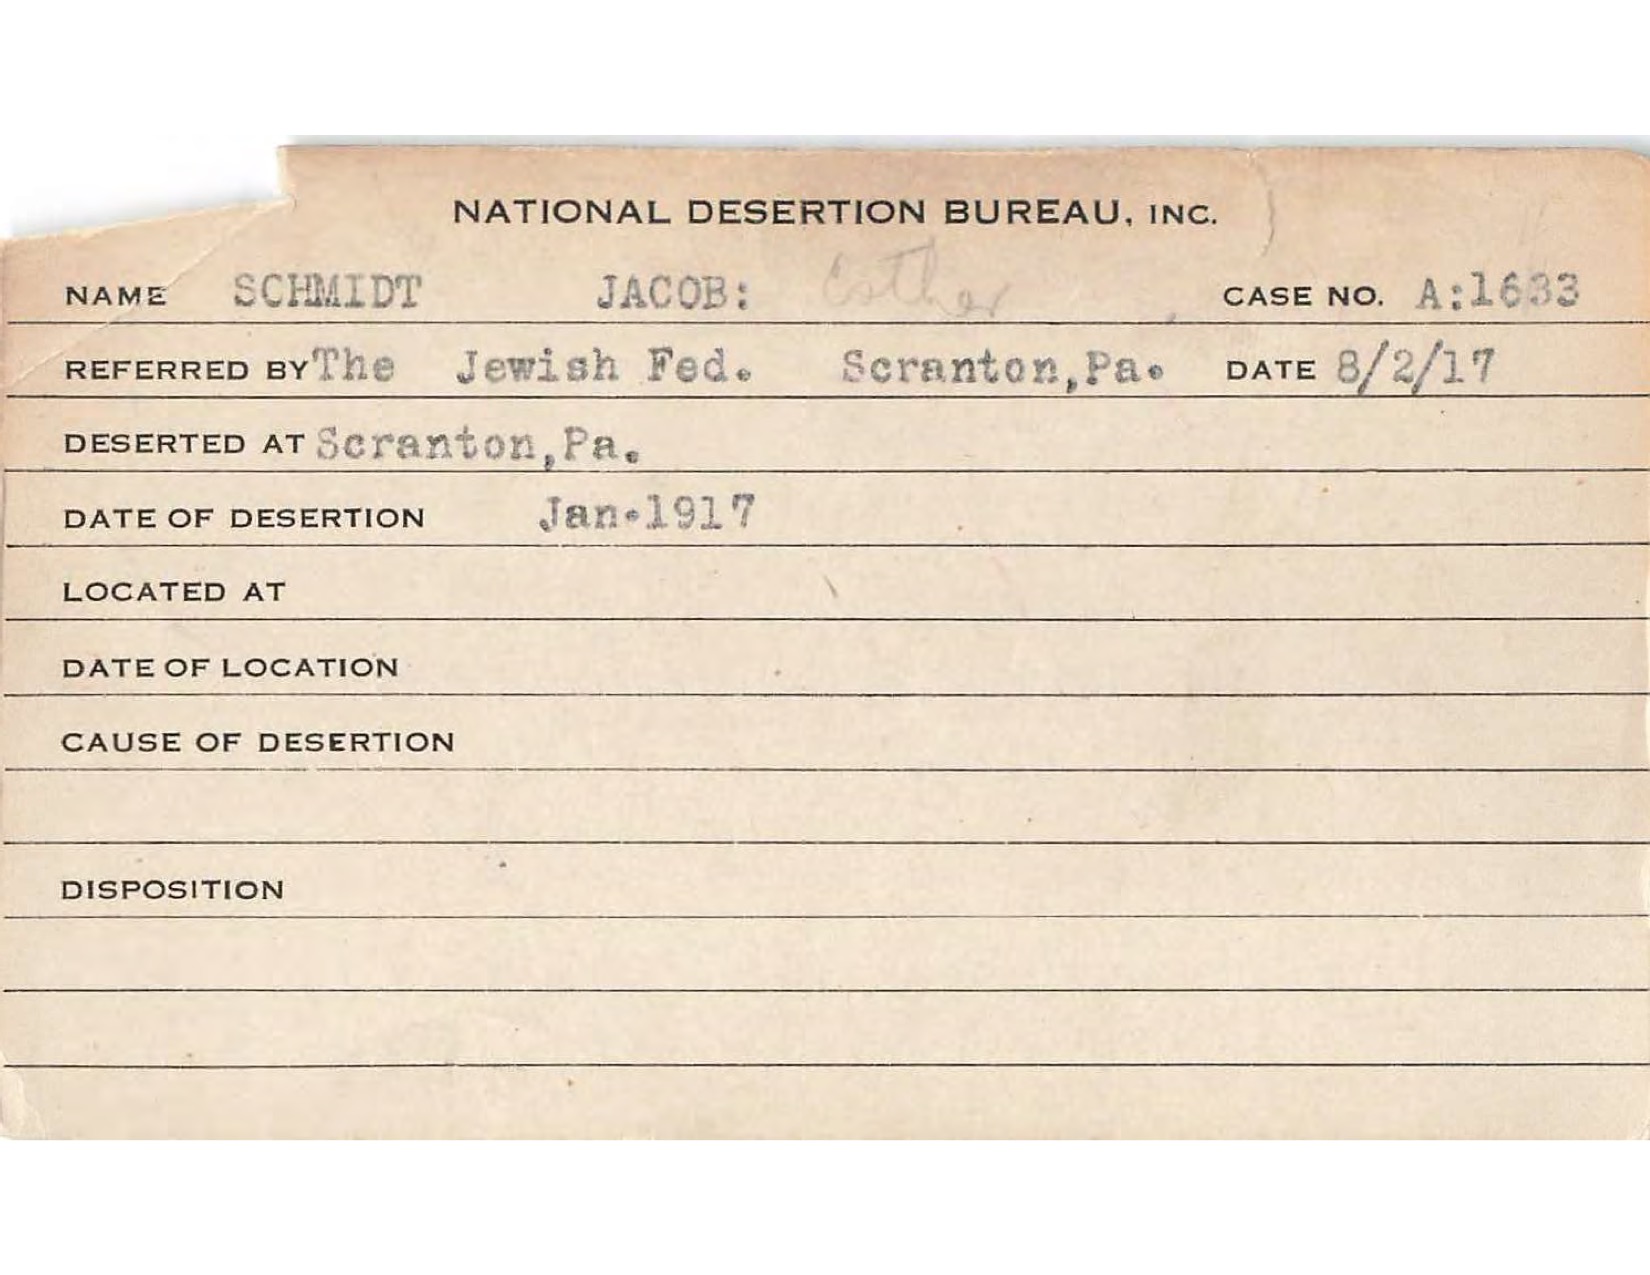 NATIONAL DESERTION BUREAU, INC.
NAME SCHMIDT JACOB: Esther CASE NO. A:1633
REFERRED BY The Jewish Fed. Scranton,Pa. DATE 8/2/17
DESERTED AT Scranton,Pa.
DATE OF DESERTION Jan.1917
LOCATED AT
DATE OF LOCATION
CAUSE OF DESERTION
DISPOSITION